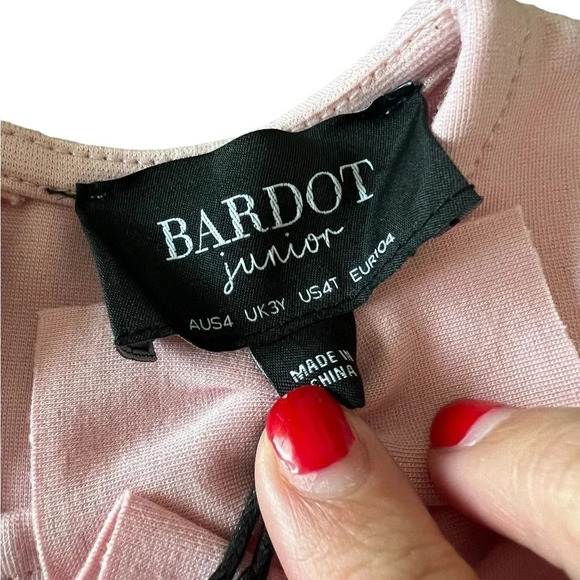 BARDOT
junior
AUS4 UK3Y US4T EUR104
MADE IN
CHINA